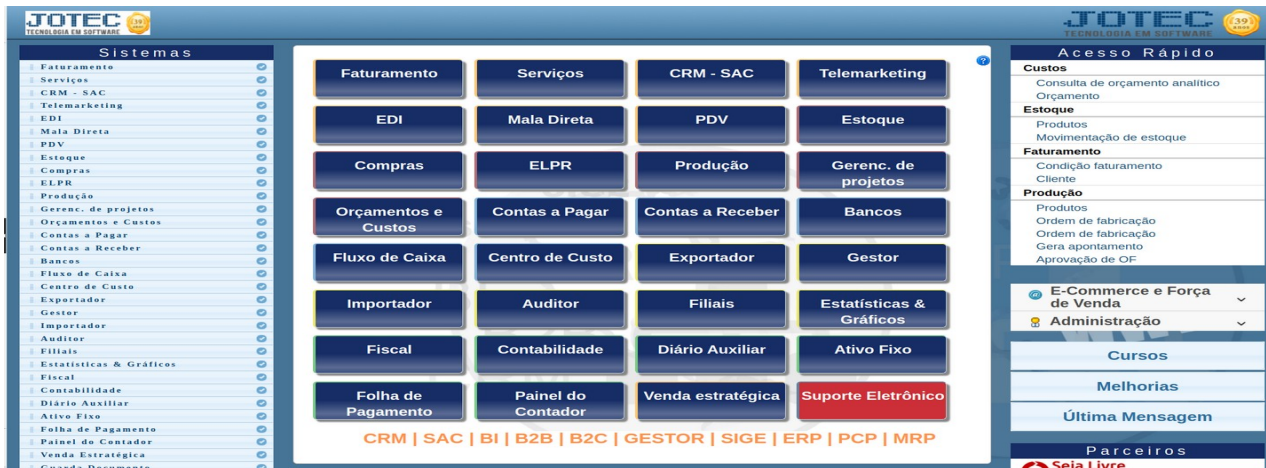 JOTEC
TECNOLOGIA EM SOFTWARE
39
anos
JOTEC
TECNOLOGIA EM SOFTWARE
39
anos
Sistemas
Faturamento
Serviços
CRM - SAC
Telemarketing
EDI
Mala Direta
PDV
Estoque
Compras
ELPR
Produção
Gerenc. de projetos
Orçamentos e Custos
Contas a Pagar
Contas a Receber
Bancos
Fluxo de Caixa
Centro de Custo
Exportador
Gestor
Importador
Auditor
Filiais
Estatísticas & Gráficos
Fiscal
Contabilidade
Diário Auxiliar
Ativo Fixo
Folha de Pagamento
Painel do Contador
Venda Estratégica
Guarda Documento
Faturamento
Serviços
CRM - SAC
Telemarketing
EDI
Mala Direta
PDV
Estoque
Compras
ELPR
Produção
Gerenc. de
projetos
Orçamentos e
Custos
Contas a Pagar
Contas a Receber
Bancos
Fluxo de Caixa
Centro de Custo
Exportador
Gestor
Importador
Auditor
Filiais
Estatísticas &
Gráficos
Fiscal
Contabilidade
Diário Auxiliar
Ativo Fixo
Folha de
Pagamento
Painel do
Contador
Venda estratégica
Suporte Eletrônico
CRM | SAC | BI | B2B | B2C | GESTOR | SIGE | ERP | PCP | MRP
?
Acesso Rápido
Custos
Consulta de orçamento analítico
Orçamento
Estoque
Produtos
Movimentação de estoque
Faturamento
Condição faturamento
Cliente
Produção
Produtos
Ordem de fabricação
Ordem de fabricação
Gera apontamento
Aprovação de OF
E-Commerce e Força
de Venda
Administração
Cursos
Melhorias
Última Mensagem
Parceiros
Seja Livre